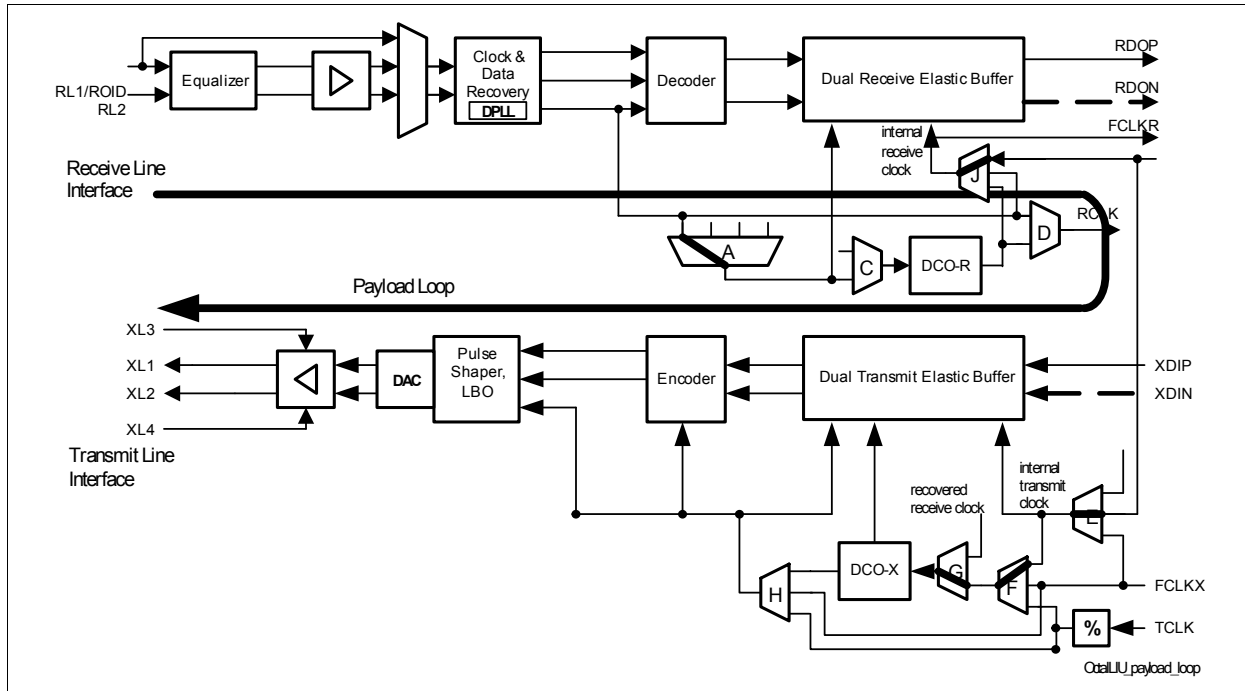 Equalizer
Clock &
Data
Recovery
DPLL
Decoder
Dual Receive Elastic Buffer
RDOP
RL1/ROID
RL2
RDON
FCLKR
internal
receive
clock
Receive Line
Interface
J
A
C
DCO-R
D
RCLK
Payload Loop
XL3
XL1
XL2
XL4
DAC
Pulse
Shaper,
LBO
Encoder
Dual Transmit Elastic Buffer
XDIP
XDIN
Transmit Line
Interface
recovered
receive clock
internal
transmit
clock
E
H
DCO-X
G
F
FCLKX
%
TCLK
OctalLIU_payload_loop